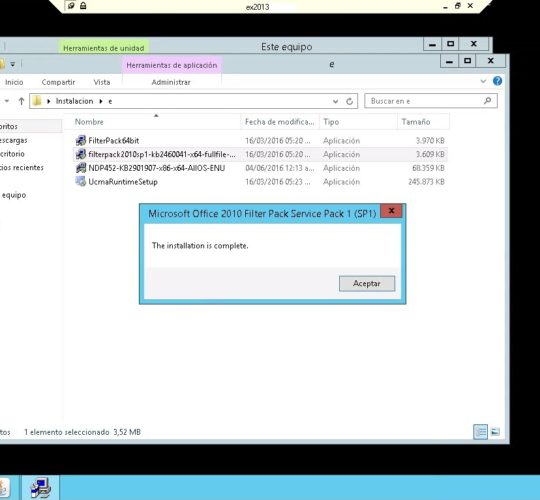 ex2013
Herramientas de unidad
Este equipo
Herramientas de aplicación
e
Inicio Compartir Vista Administrar
Instalacion e
Buscar en e
oritos
escargas
critorio
tios recientes
equipo
Nombre Fecha de modifica... Tipo Tamaño
FilterPack64bit 16/03/2016 05:20 ... Aplicación 3.970 KB
filterpack2010sp1-kb2460041-x64-fullfile-... 16/03/2016 05:20 ... Aplicación 3.609 KB
NDP452-KB2901907-x86-x64-AllOS-ENU 04/06/2016 12:13 a... Aplicación 68.359 KB
UcmaRuntimeSetup 16/03/2016 05:23 ... Aplicación 245.873 KB
Microsoft Office 2010 Filter Pack Service Pack 1 (SP1)
The installation is complete.
Aceptar
tos 1 elemento seleccionado 3,52 MB